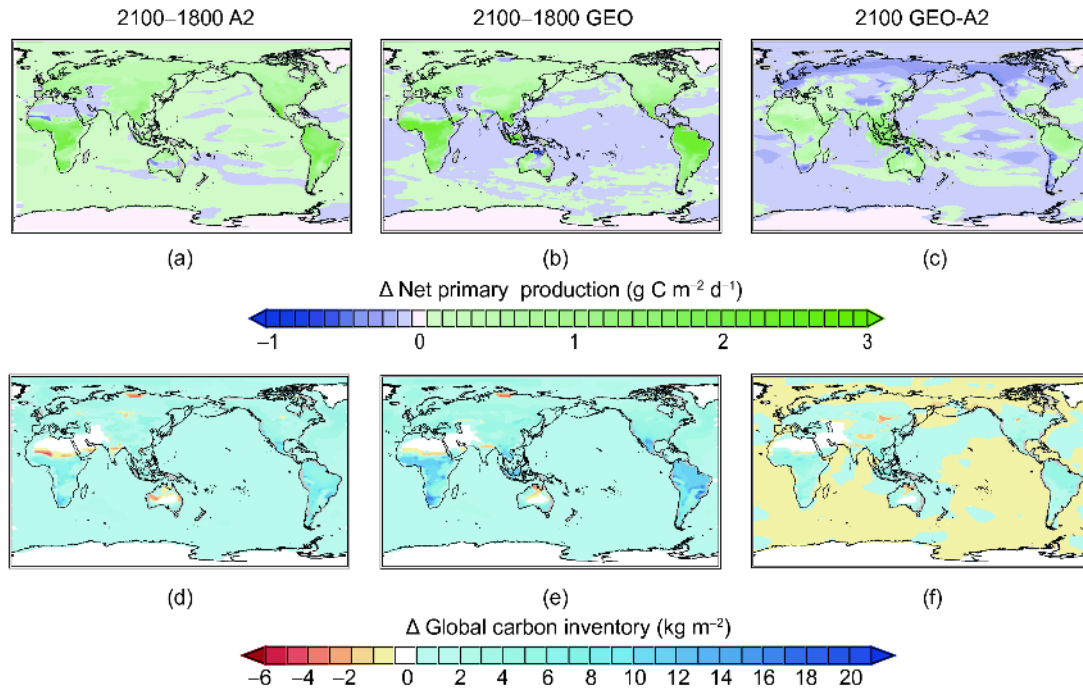 2100–1800 A2 2100–1800 GEO 2100 GEO-A2
(a) (b) (c)
Δ Net primary production (g C m⁻² d⁻¹)
−1 0 1 2 3
(d) (e) (f)
Δ Global carbon inventory (kg m⁻²)
−6 −4 −2 0 2 4 6 8 10 12 14 16 18 20